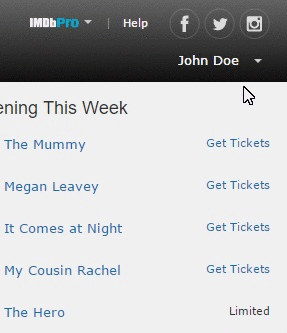 IMDbPro | Help
John Doe
ening This Week
The Mummy Get Tickets
Megan Leavey Get Tickets
It Comes at Night Get Tickets
My Cousin Rachel Get Tickets
The Hero Limited